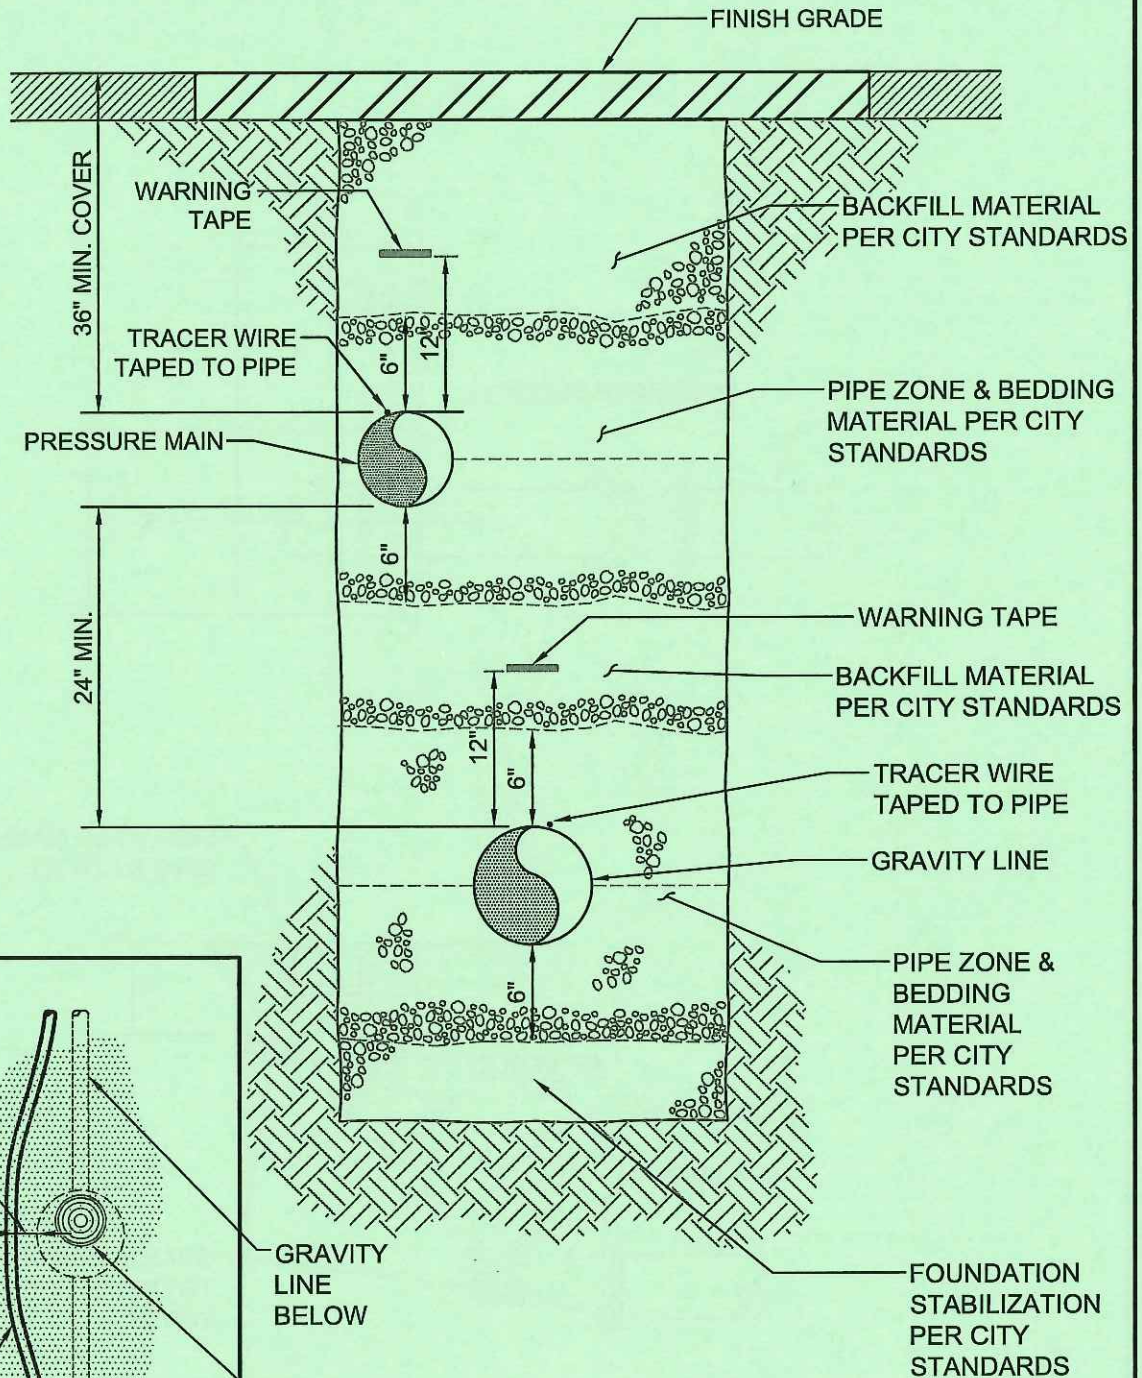 FINISH GRADE
36" MIN. COVER
WARNING
TAPE
BACKFILL MATERIAL
PER CITY STANDARDS
TRACER WIRE
TAPED TO PIPE
6"
12"
PIPE ZONE & BEDDING
MATERIAL PER CITY
STANDARDS
PRESSURE MAIN
6"
24" MIN.
WARNING TAPE
BACKFILL MATERIAL
PER CITY STANDARDS
12"
6"
TRACER WIRE
TAPED TO PIPE
GRAVITY LINE
6"
PIPE ZONE &
BEDDING
MATERIAL
PER CITY
STANDARDS
GRAVITY
LINE
BELOW
FOUNDATION
STABILIZATION
PER CITY
STANDARDS